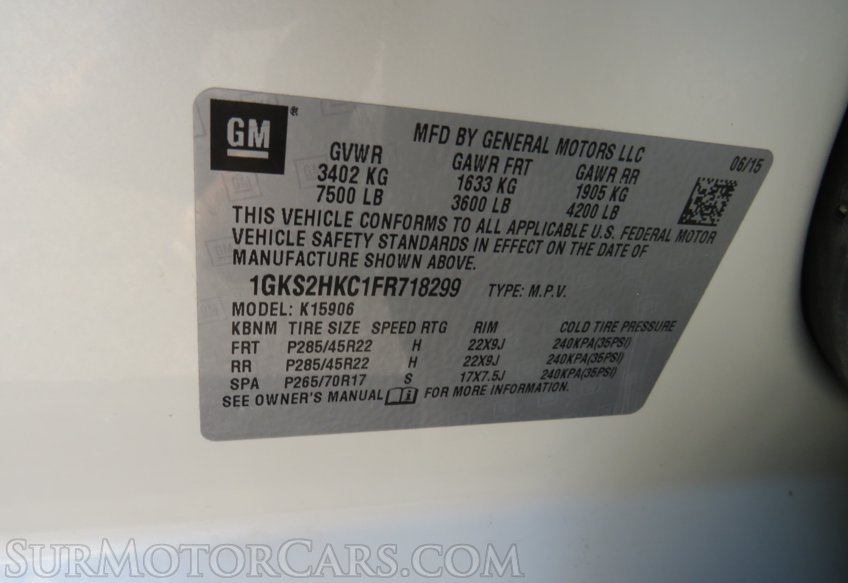 GM ®
MFD BY GENERAL MOTORS LLC 06/15
GVWR GAWR FRT GAWR RR
3402 KG 1633 KG 1905 KG
7500 LB 3600 LB 4200 LB
THIS VEHICLE CONFORMS TO ALL APPLICABLE U.S. FEDERAL MOTOR
VEHICLE SAFETY STANDARDS IN EFFECT ON THE DATE OF
MANUFACTURE SHOWN ABOVE.
1GKS2HKC1FR718299 TYPE: M.P.V.
MODEL: K15906
KBNM TIRE SIZE SPEED RTG RIM COLD TIRE PRESSURE
FRT P285/45R22 H 22X9J 240KPA(35PSI)
RR P285/45R22 H 22X9J 240KPA(35PSI)
SPA P265/70R17 S 17X7.5J 240KPA(35PSI)
SEE OWNER'S MANUAL FOR MORE INFORMATION.
SURMOTORCARS.COM